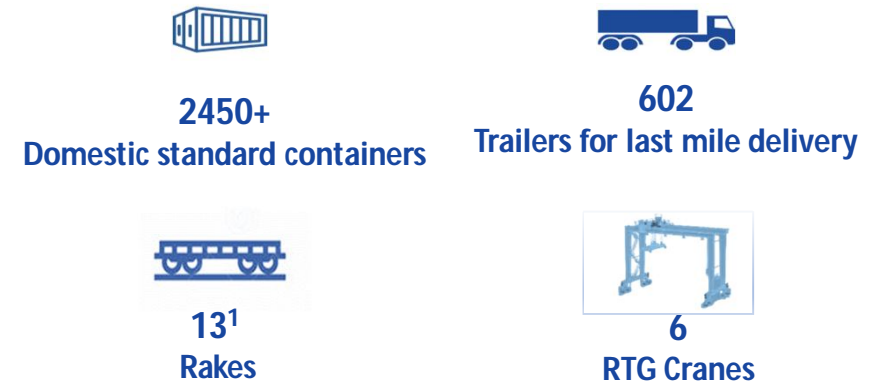 2450+
Domestic standard containers
602
Trailers for last mile delivery
13¹
Rakes
6
RTG Cranes